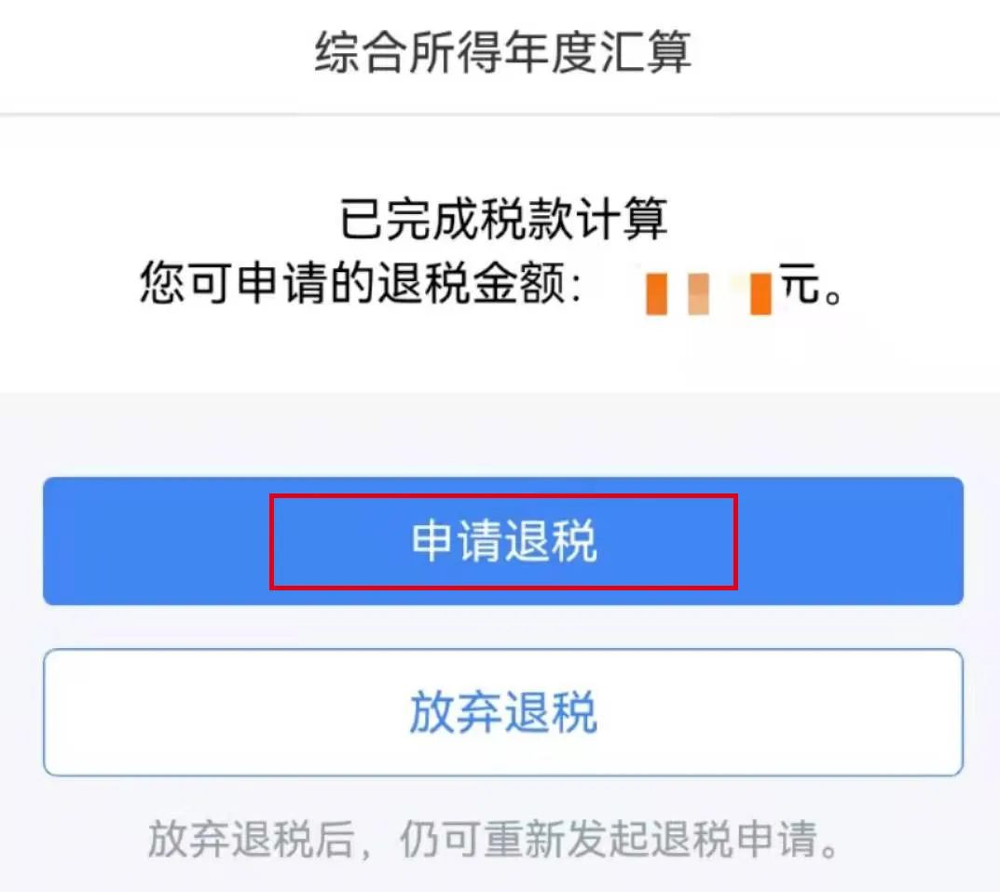 综合所得年度汇算
已完成税款计算
您可申请的退税金额：元。
申请退税
放弃退税
放弃退税后，仍可重新发起退税申请。